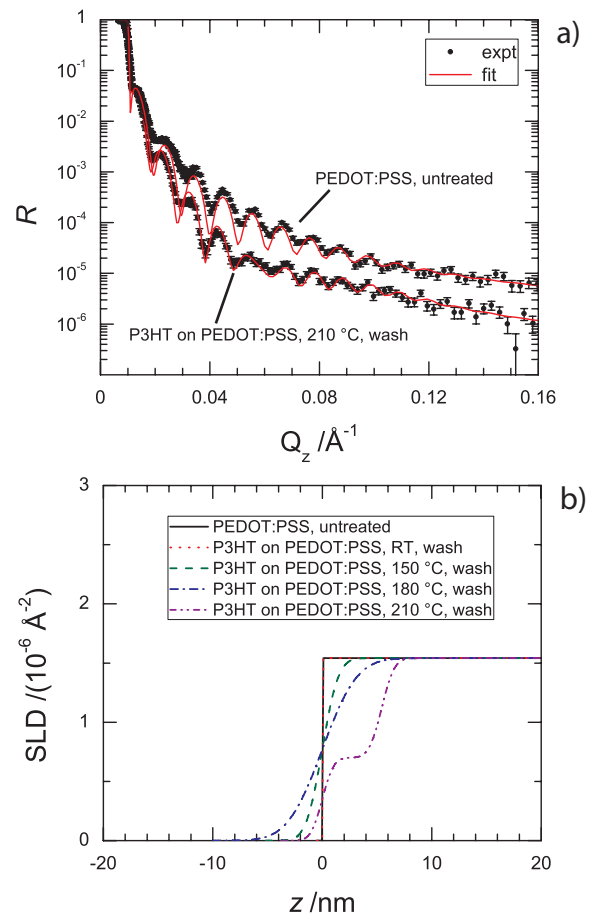 a)
1
10⁻¹
10⁻²
10⁻³
10⁻⁴
10⁻⁵
10⁻⁶
R
expt
fit
PEDOT:PSS, untreated
P3HT on PEDOT:PSS, 210 °C, wash
0.00 0.04 0.08 0.12 0.16
Q_z /Å⁻¹
b)
3
2
1
0
SLD /(10⁻⁶ Å⁻²)
PEDOT:PSS, untreated
P3HT on PEDOT:PSS, RT, wash
P3HT on PEDOT:PSS, 150 °C, wash
P3HT on PEDOT:PSS, 180 °C, wash
P3HT on PEDOT:PSS, 210 °C, wash
-20 -10 0 10 20
z /nm